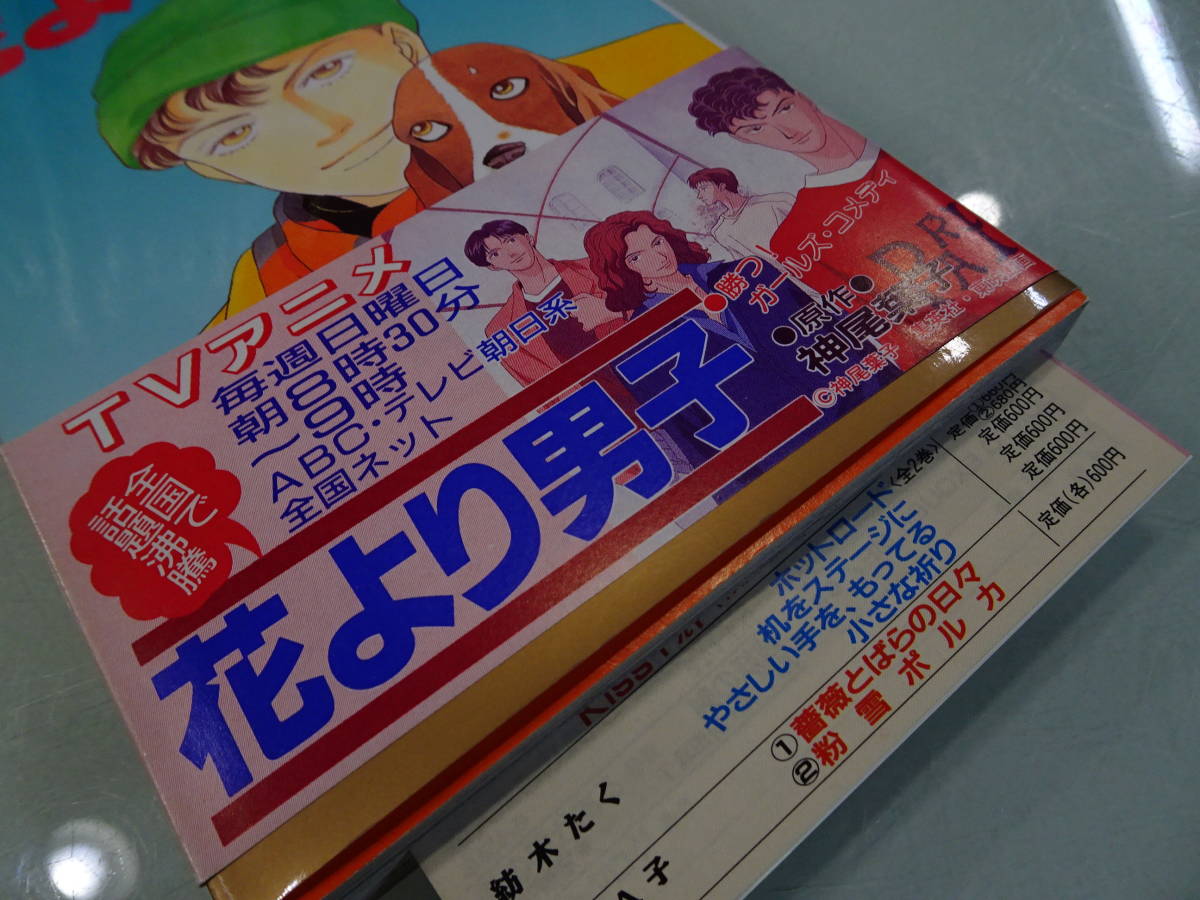 TVアニメ
毎週日曜日
朝8時30分
〜9時
ABC・テレビ朝日系
全国ネット
全国で
話題沸騰
花より男子
●勝つ
ガールズ・コメディ
●原作●
神尾葉子
©神尾葉子
集英社・
ホットロード〈全2巻〉
机をステージに
やさしい手を、もってる
小さな祈り
定価600円
定価600円
定価600円
定価(各)600円
①薔薇とばらの日々
②粉雪ポルカ
紡木たく
子